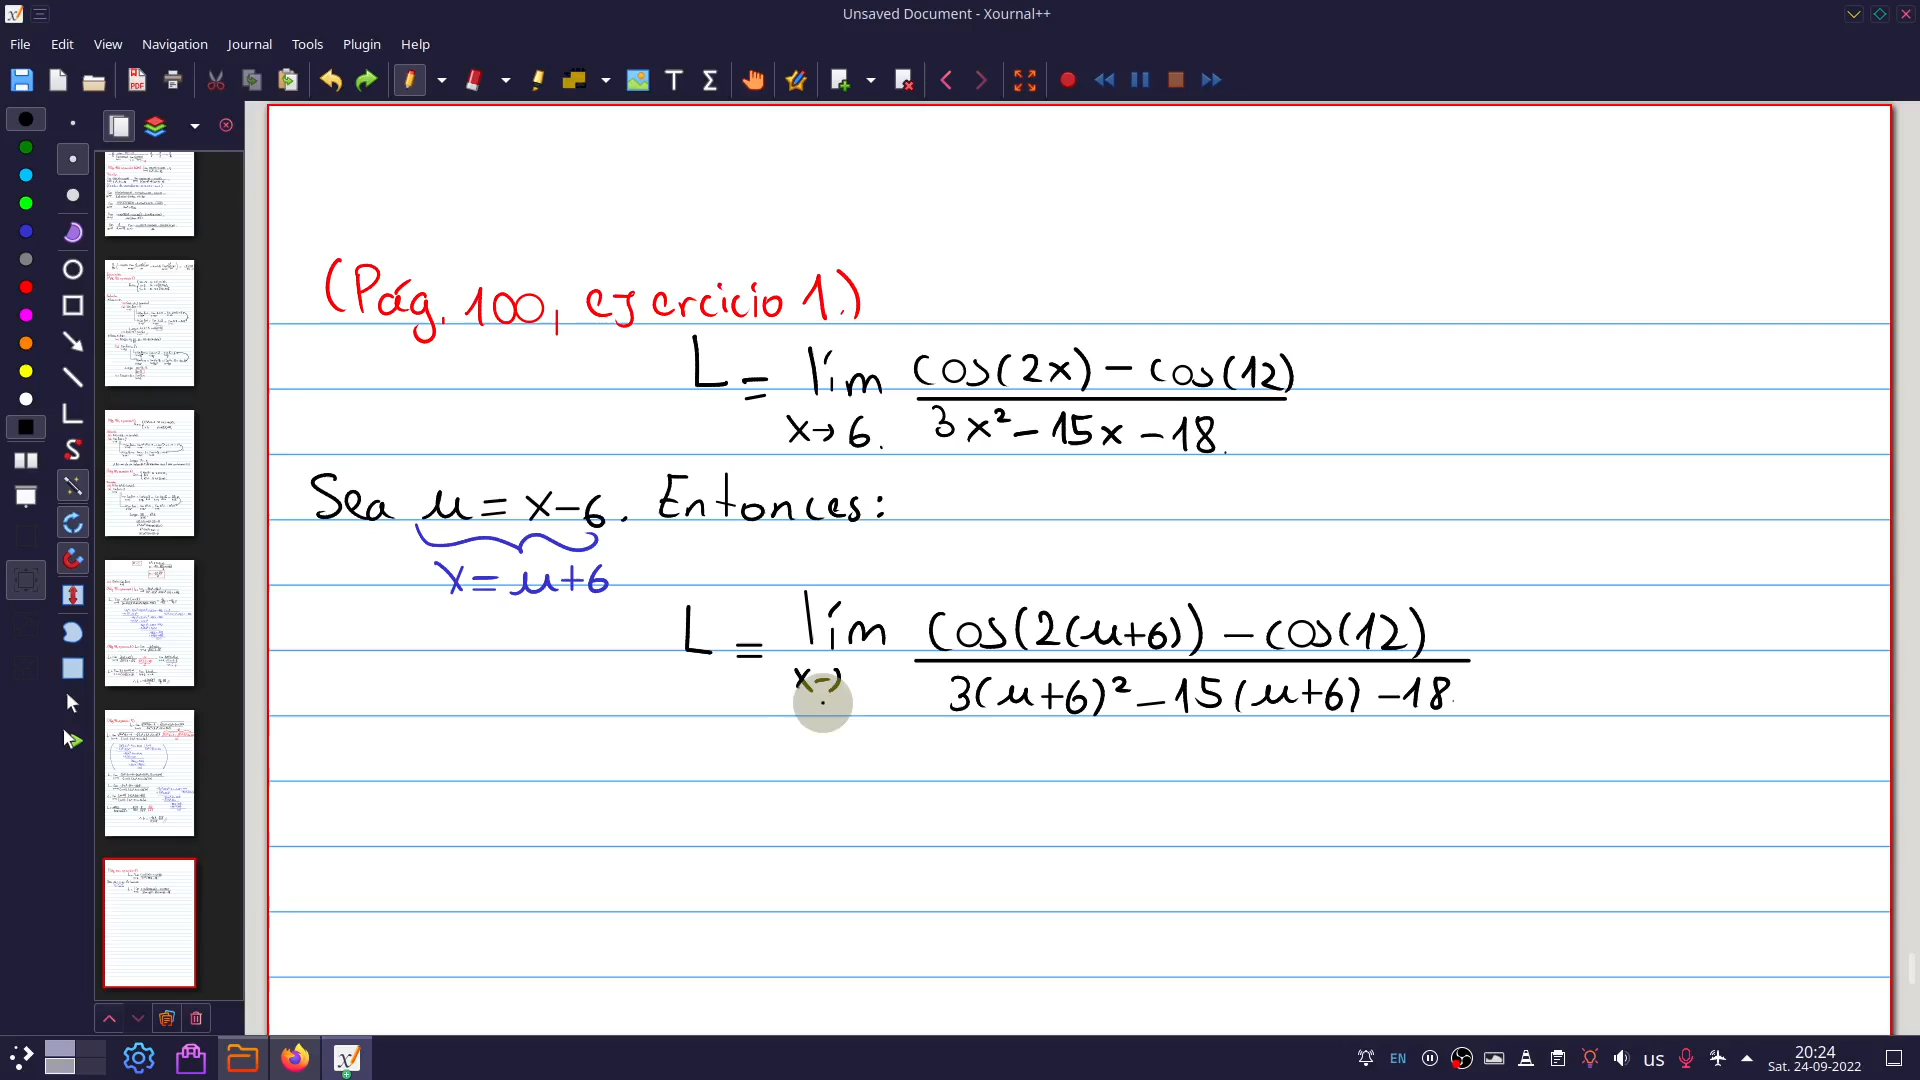 Unsaved Document - Xournal++
File Edit View Navigation Journal Tools Plugin Help
(Pág. 100, ejercicio 1.)
L = lím x→6. cos(2x) − cos(12) / 3x² − 15x − 18.
Sea u = x − 6. Entonces:
x = u + 6
L = lím x→ cos(2(u+6)) − cos(12) / 3(u+6)² − 15(u+6) − 18.
EN
us
20:24
Sat. 24-09-2022